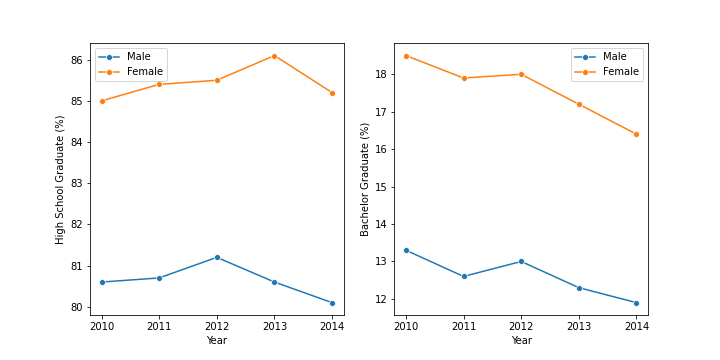 High School Graduate (%)
86
85
84
83
82
81
80
2010 2011 2012 2013 2014
Year
Male
Female
Bachelor Graduate (%)
18
17
16
15
14
13
12
2010 2011 2012 2013 2014
Year
Male
Female